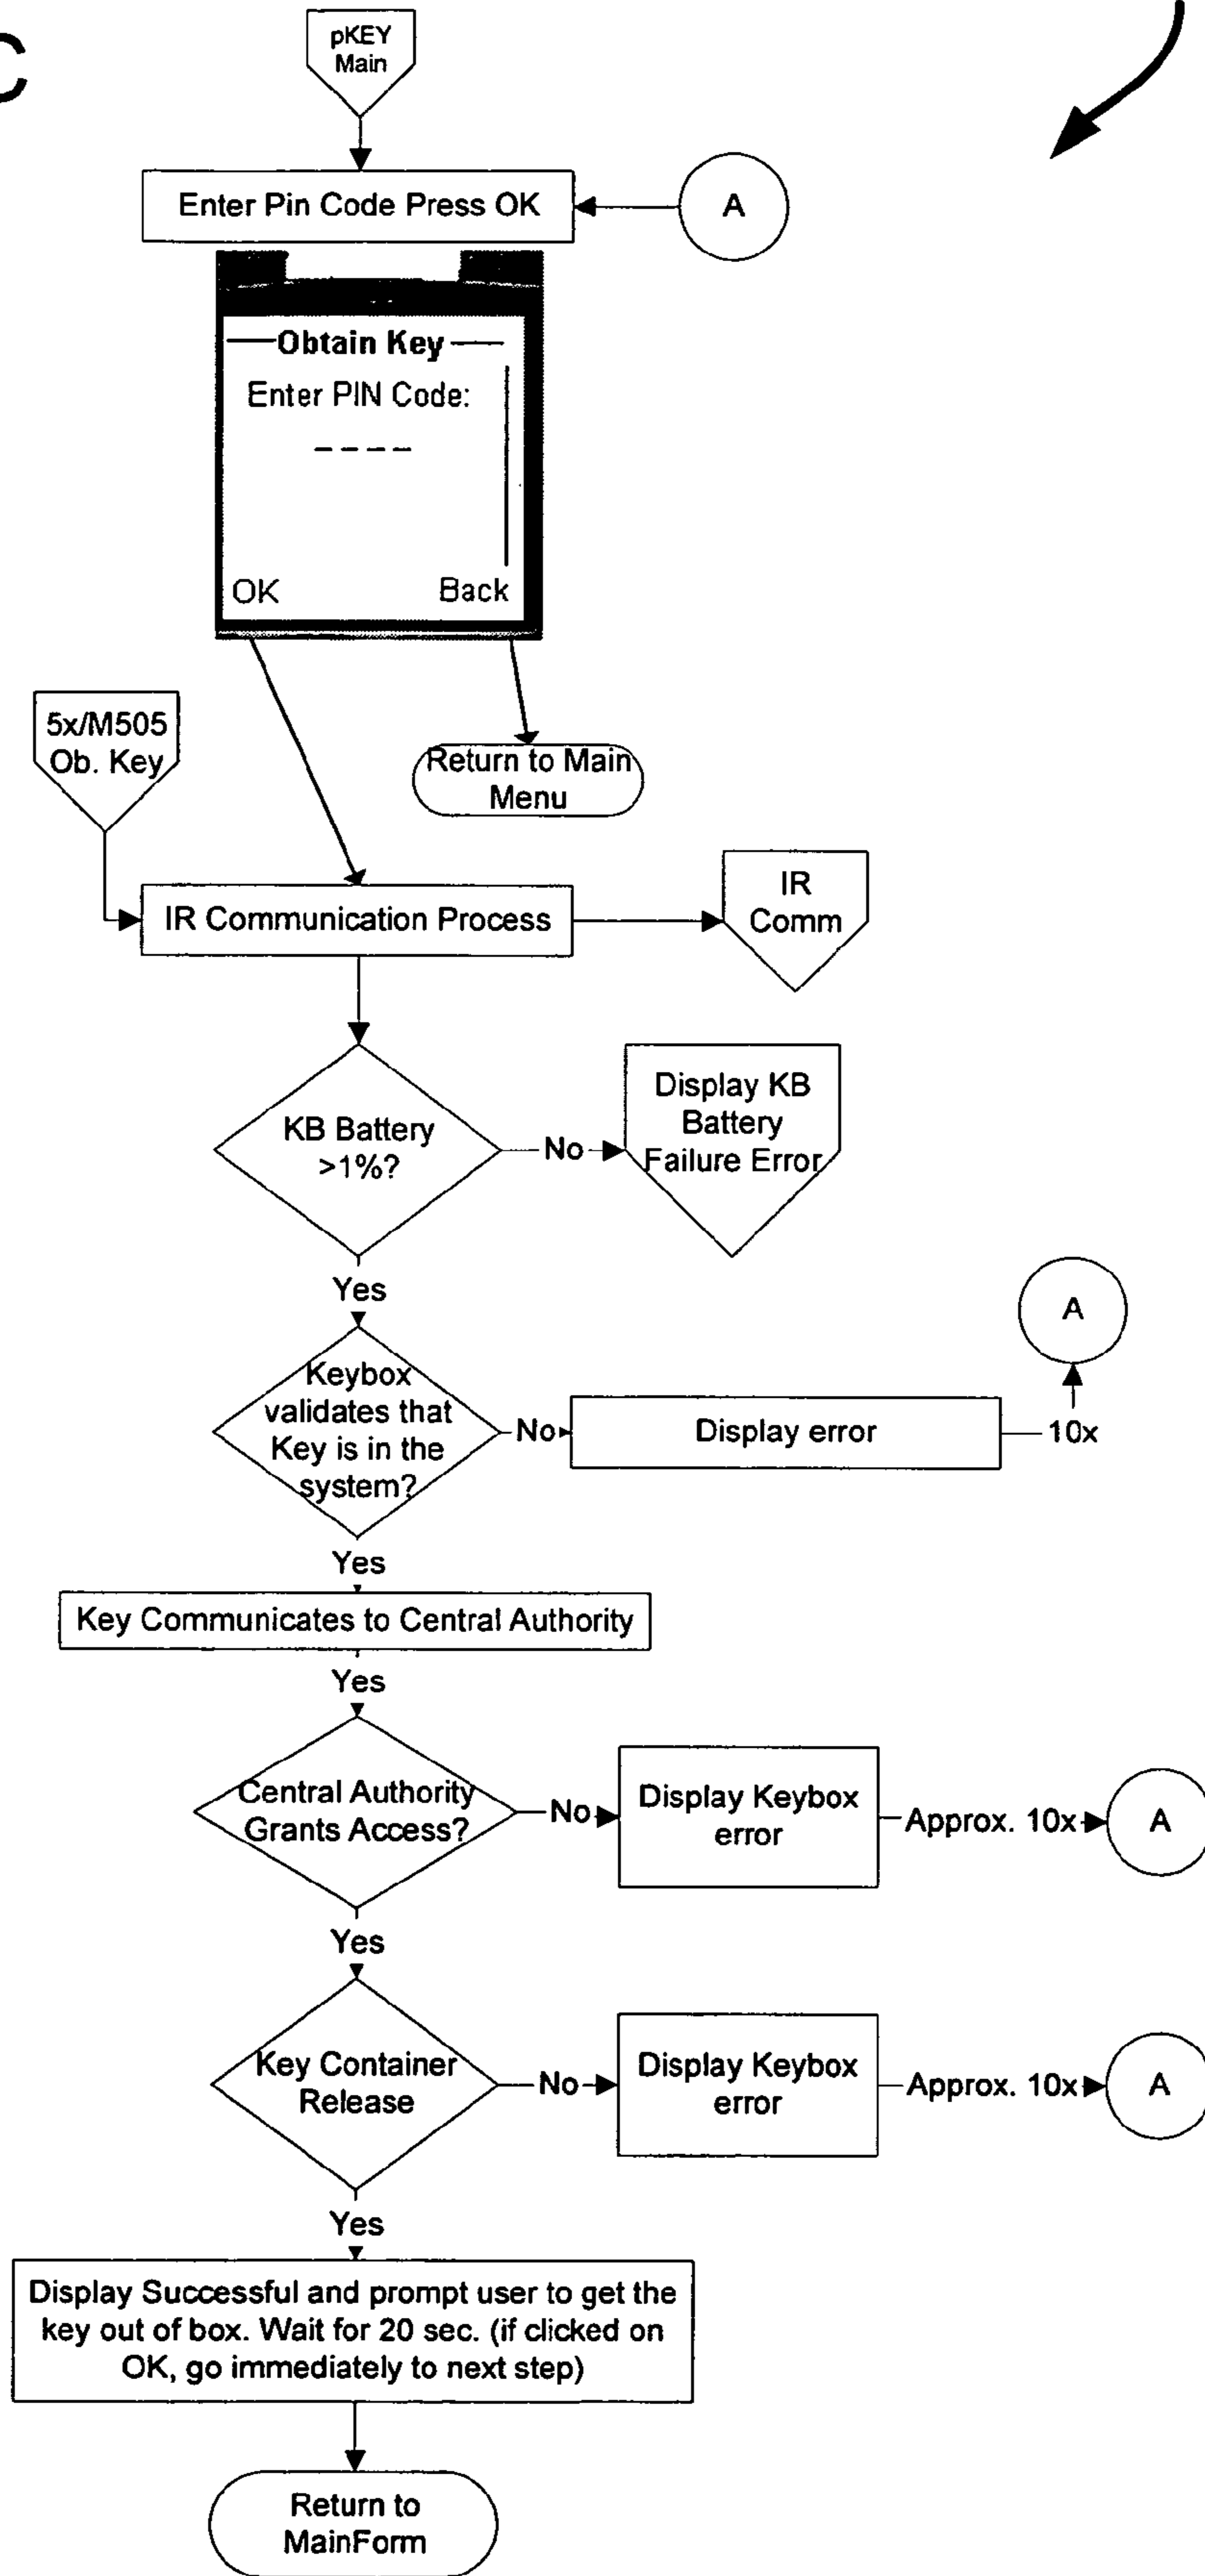 C
pKEY
Main
Enter Pin Code Press OK
A
Obtain Key
Enter PIN Code:
_ _ _ _
OK
Back
5x/M505
Ob. Key
Return to Main
Menu
IR Communication Process
IR
Comm
KB Battery
>1%?
No
Display KB
Battery
Failure Error
Yes
A
Keybox
validates that
Key is in the
system?
No
Display error
10x
Yes
Key Communicates to Central Authority
Yes
Central Authority
Grants Access?
No
Display Keybox
error
Approx. 10x
A
Yes
Key Container
Release
No
Display Keybox
error
Approx. 10x
A
Yes
Display Successful and prompt user to get the
key out of box. Wait for 20 sec. (if clicked on
OK, go immediately to next step)
Return to
MainForm